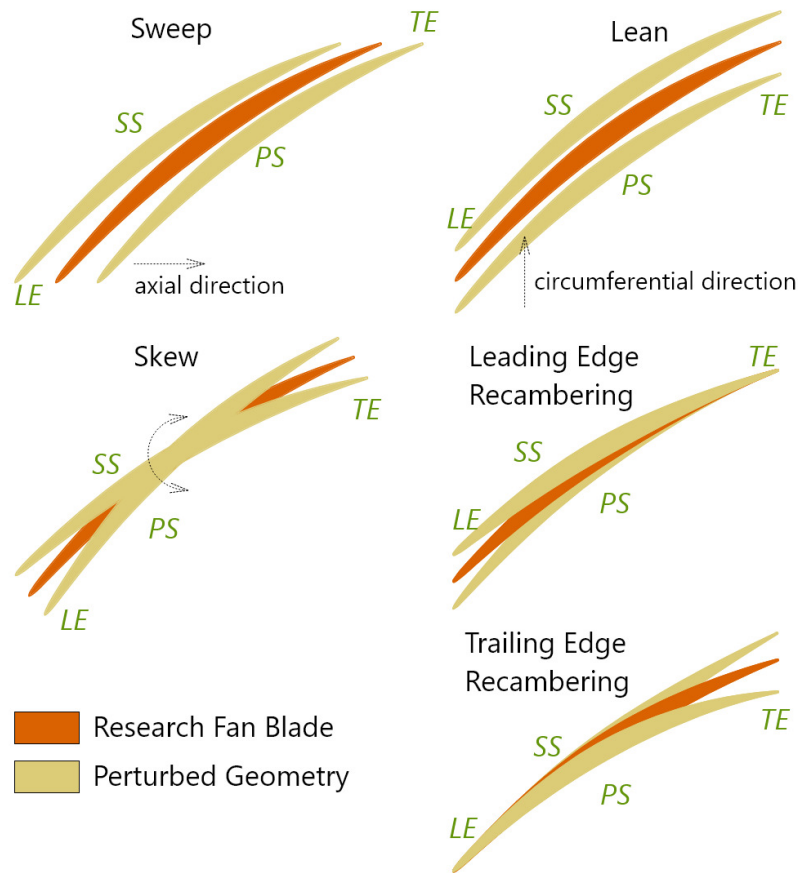 Sweep
TE
SS
PS
LE
axial direction
Lean
SS
TE
PS
LE
circumferential direction
Skew
TE
SS
PS
LE
Leading Edge
Recambering
TE
SS
PS
LE
Trailing Edge
Recambering
SS
TE
PS
LE
Research Fan Blade
Perturbed Geometry